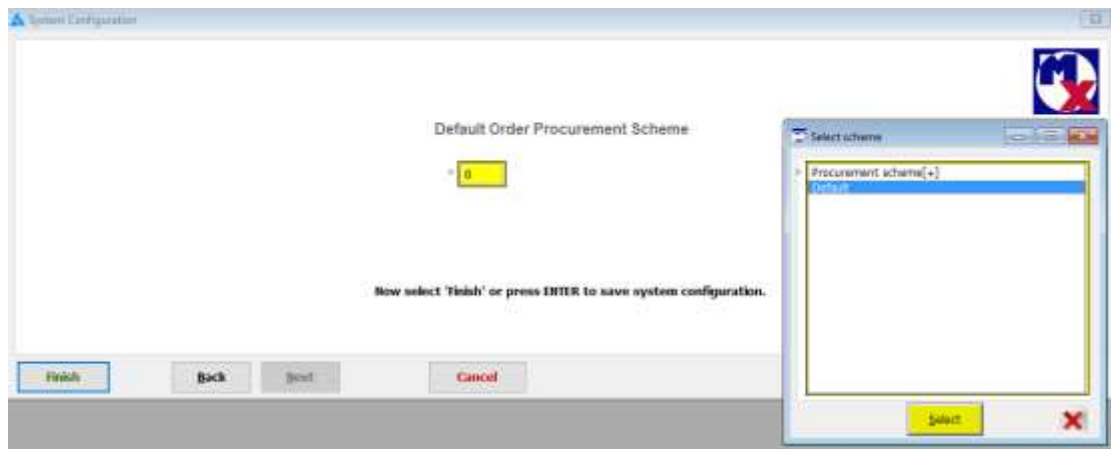 System Configuration
MX
Default Order Procurement Scheme
0
Select scheme
Procurement scheme[+]
Default
Now select 'Finish' or press ENTER to save system configuration.
Finish
Back
Next
Cancel
Select